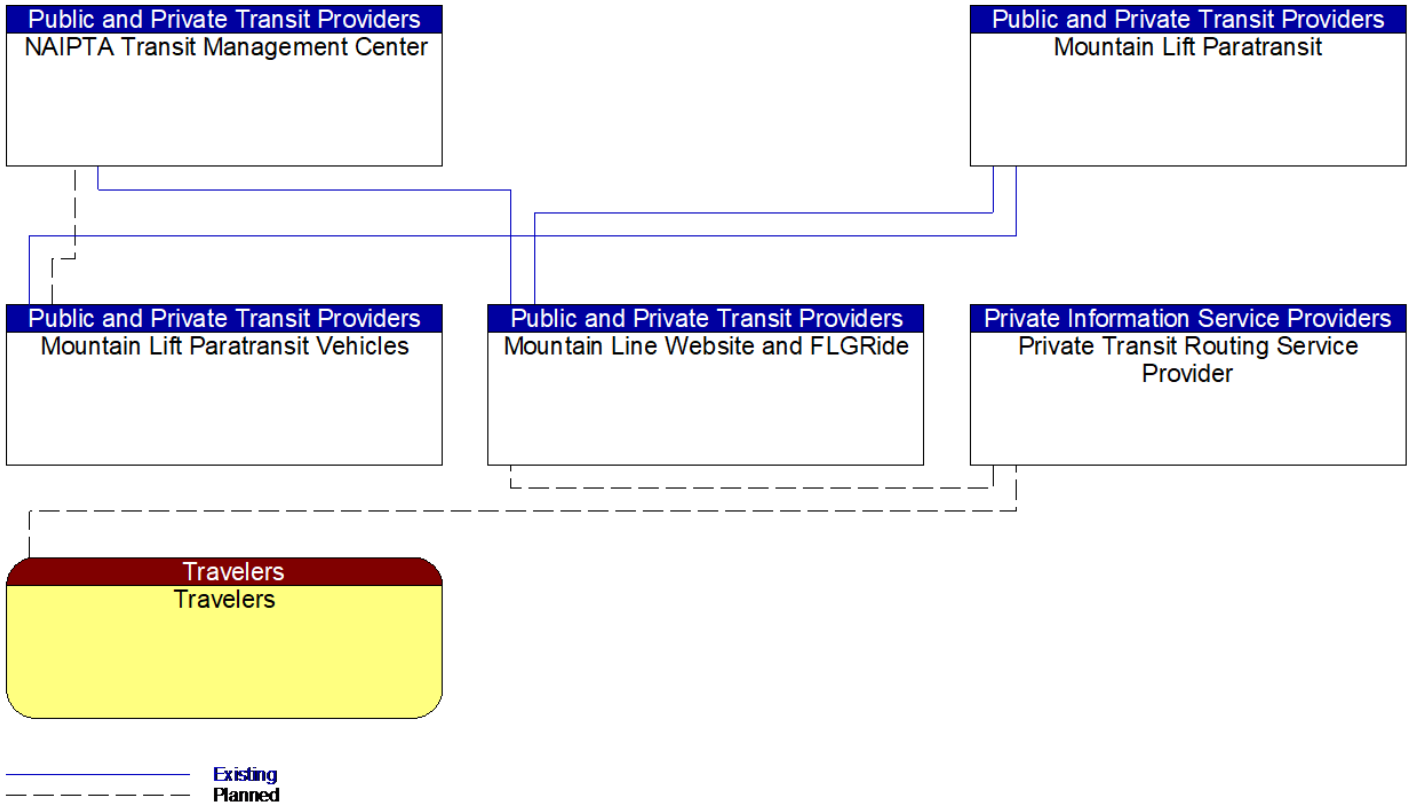 Public and Private Transit Providers
NAIPTA Transit Management Center
Public and Private Transit Providers
Mountain Lift Paratransit
Public and Private Transit Providers
Mountain Lift Paratransit Vehicles
Public and Private Transit Providers
Mountain Line Website and FLGRide
Private Information Service Providers
Private Transit Routing Service
Provider
Travelers
Travelers
Existing
Planned